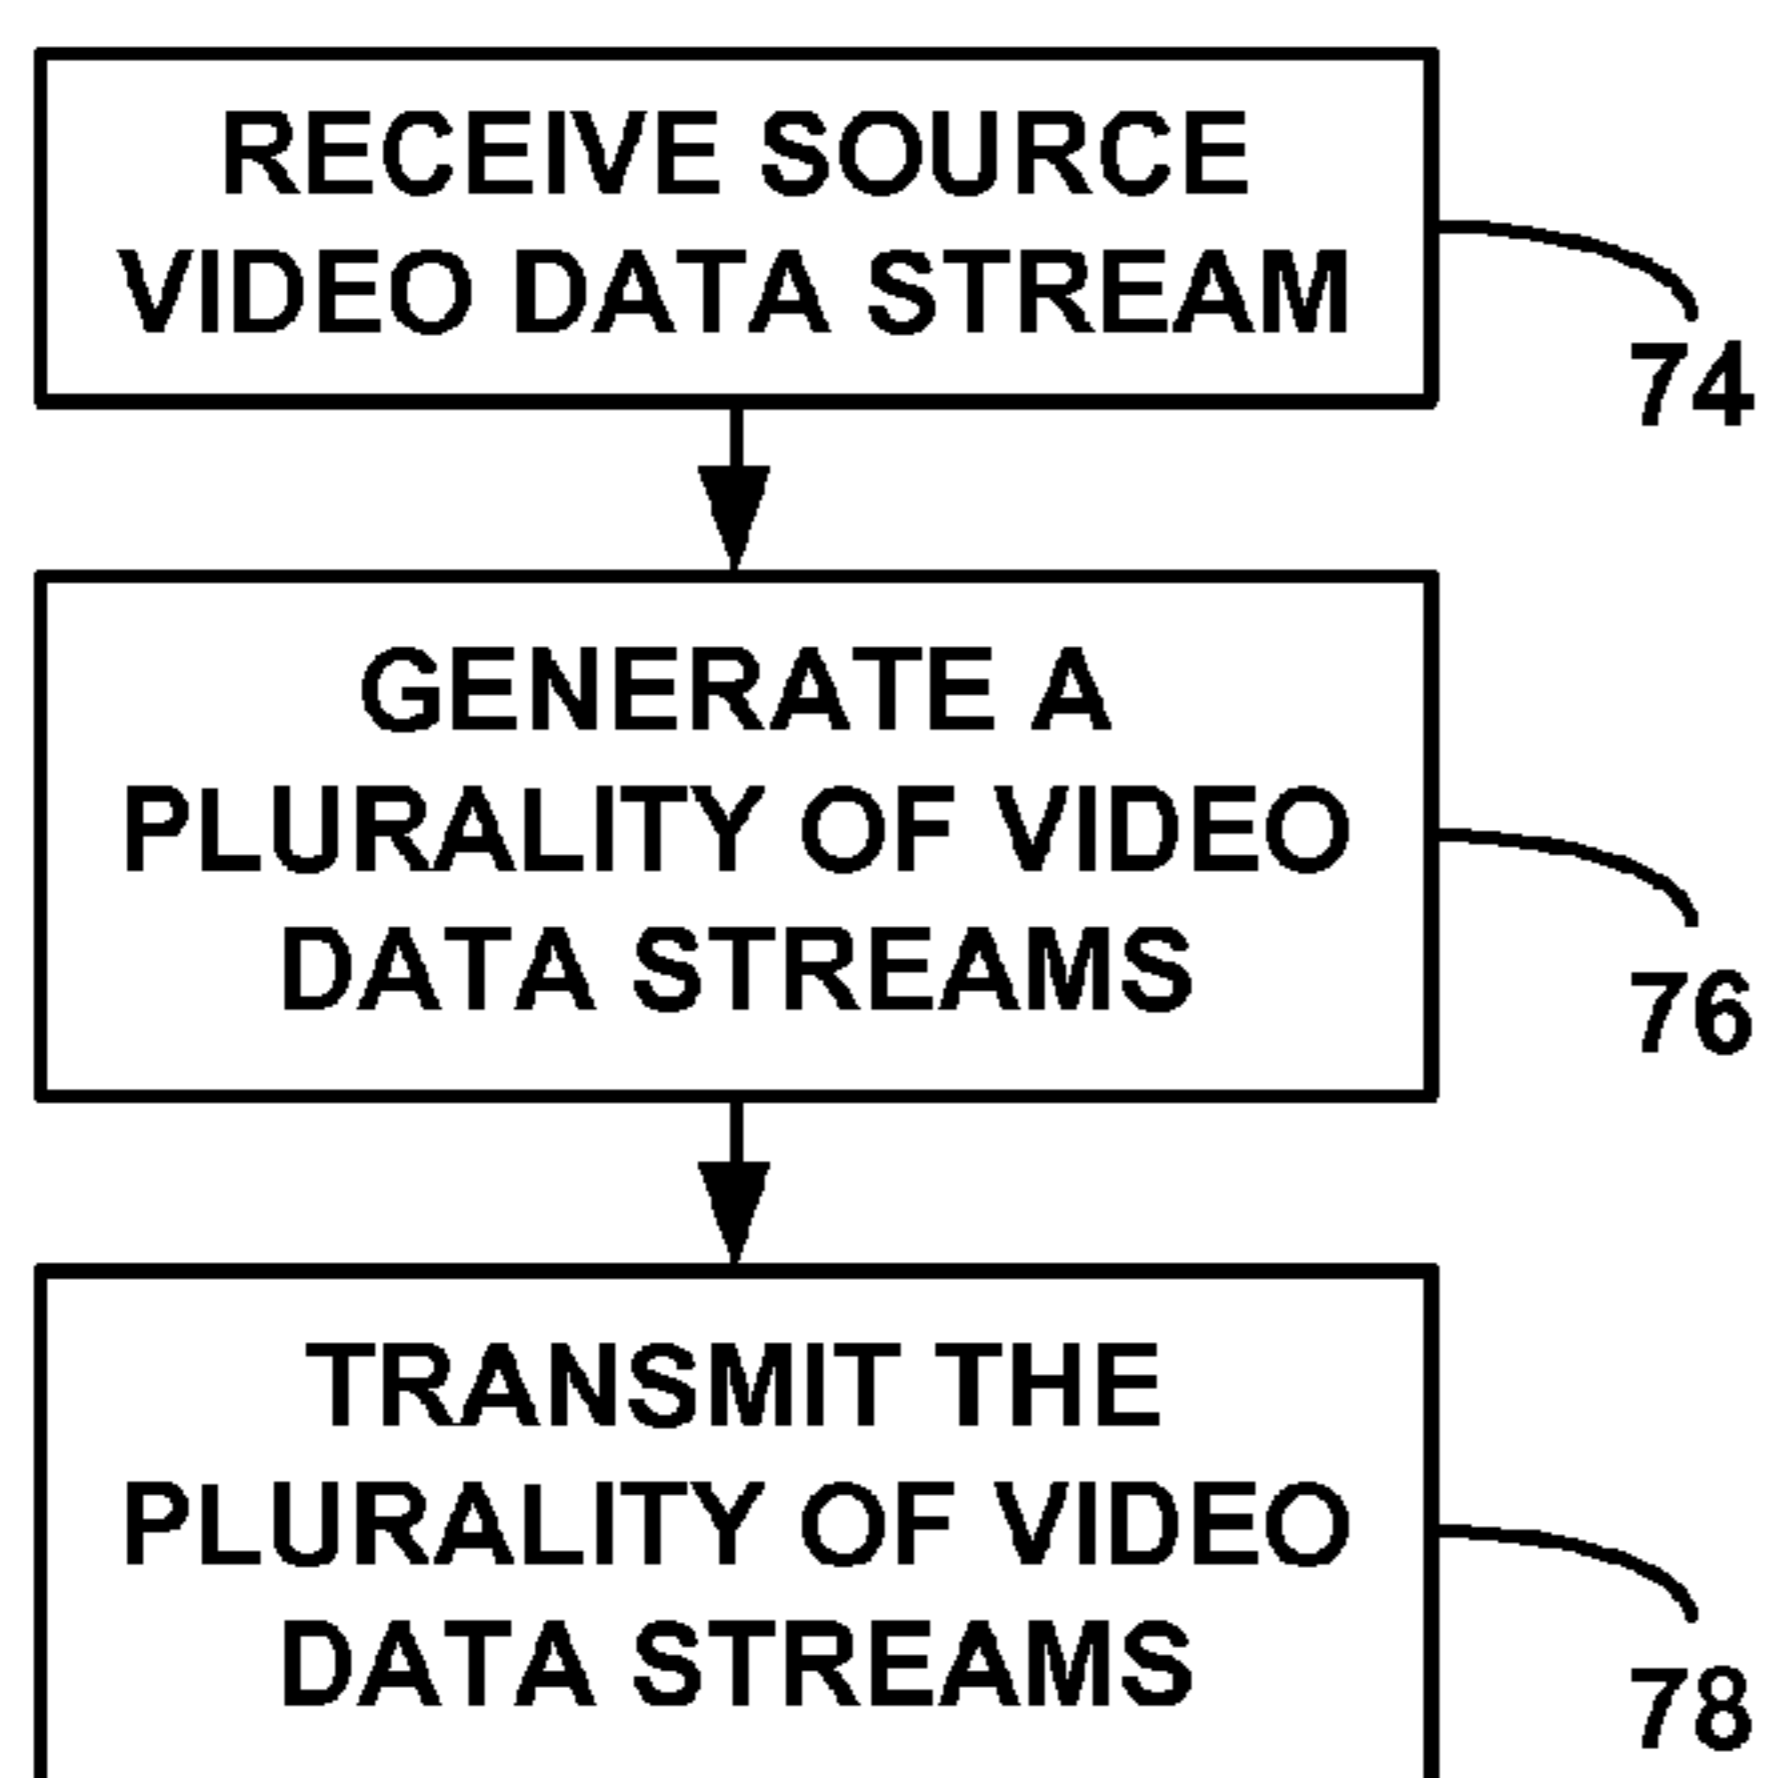 RECEIVE SOURCE
VIDEO DATA STREAM
74
GENERATE A
PLURALITY OF VIDEO
DATA STREAMS
76
TRANSMIT THE
PLURALITY OF VIDEO
DATA STREAMS
78